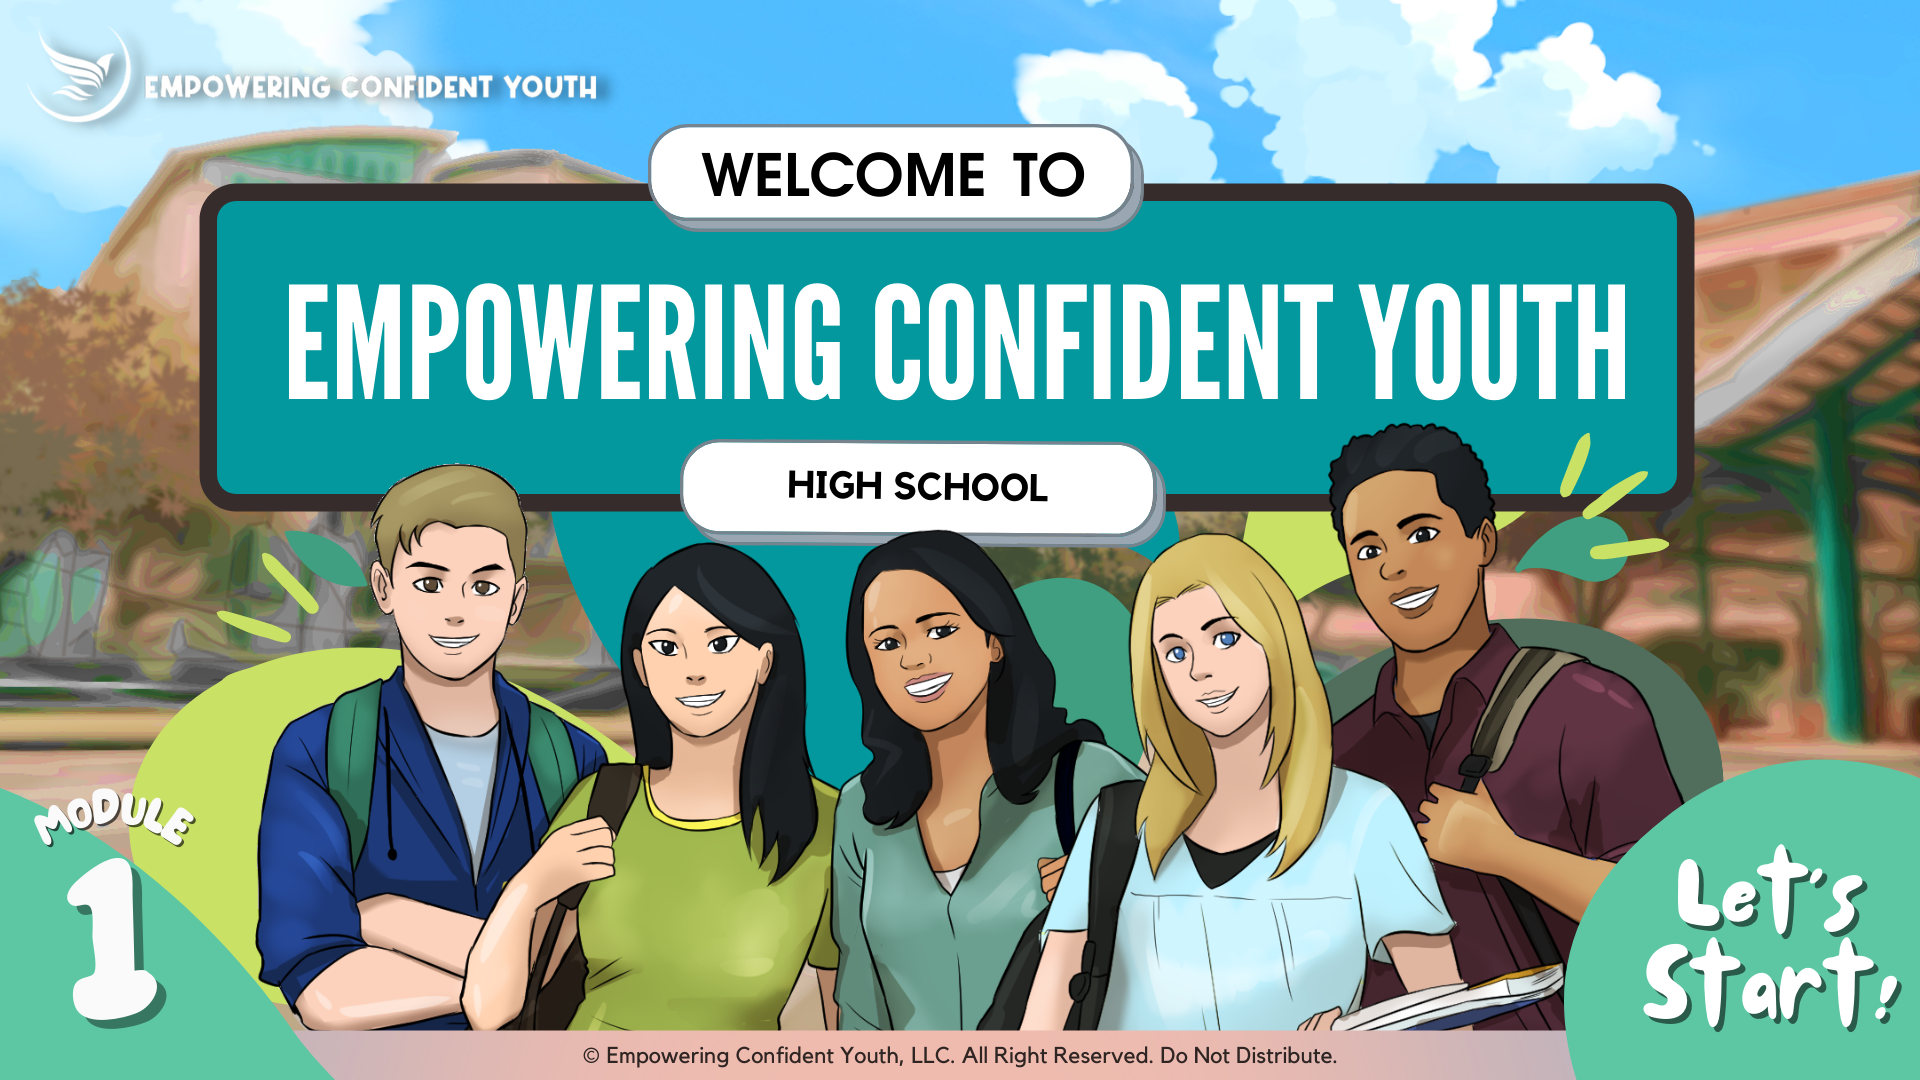 EMPOWERING CONFIDENT YOUTH
WELCOME TO
EMPOWERING CONFIDENT YOUTH
HIGH SCHOOL
MODULE
1
Let's
Start!
© Empowering Confident Youth, LLC. All Right Reserved. Do Not Distribute.